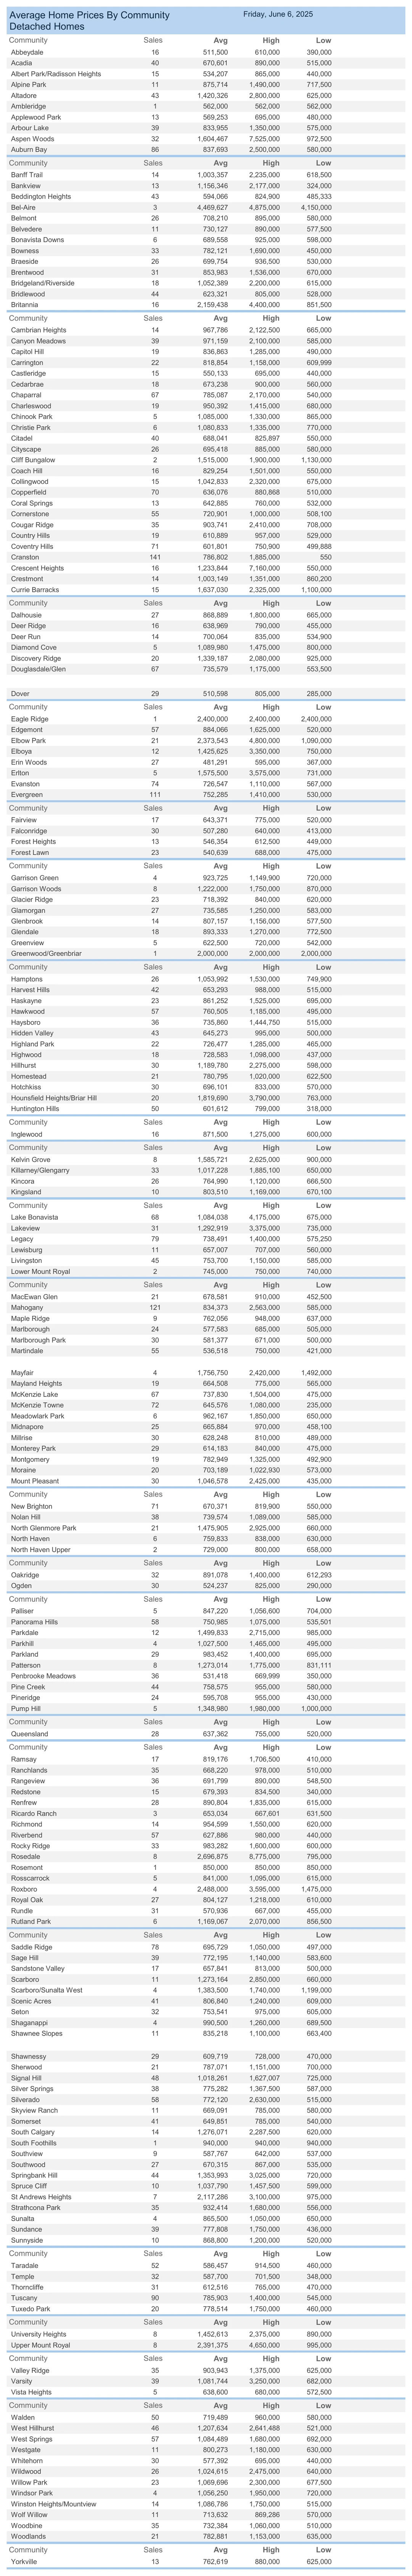 Average Home Prices By Community Friday, June 6, 2025
Detached Homes
Community Sales Avg High Low
Abbeydale 16 511,500 610,000 390,000
Acadia 40 670,601 890,000 515,000
Albert Park/Radisson Heights 15 534,207 865,000 440,000
Alpine Park 11 875,714 1,490,000 717,500
Altadore 43 1,420,326 2,800,000 625,000
Ambleridge 1 562,000 562,000 562,000
Applewood Park 13 569,253 695,000 480,000
Arbour Lake 39 833,955 1,350,000 575,000
Aspen Woods 32 1,604,467 7,525,000 972,500
Auburn Bay 86 837,693 2,500,000 580,000
Community Sales Avg High Low
Banff Trail 14 1,003,357 2,235,000 618,500
Bankview 13 1,156,346 2,177,000 324,000
Beddington Heights 43 594,066 824,900 485,333
Bel-Aire 3 4,469,627 4,875,000 4,150,000
Belmont 26 708,210 895,000 580,000
Belvedere 11 730,127 890,000 577,500
Bonavista Downs 6 689,558 925,000 598,000
Bowness 33 782,121 1,690,000 450,000
Braeside 26 699,754 936,500 530,000
Brentwood 31 853,983 1,536,000 670,000
Bridgeland/Riverside 18 1,052,389 2,200,000 615,000
Bridlewood 44 623,321 805,000 528,000
Britannia 16 2,159,438 4,400,000 851,500
Community Sales Avg High Low
Cambrian Heights 14 967,786 2,122,500 665,000
Canyon Meadows 39 971,159 2,100,000 585,000
Capitol Hill 19 836,863 1,285,000 490,000
Carrington 22 818,854 1,158,000 609,999
Castleridge 15 550,133 695,000 440,000
Cedarbrae 18 673,238 900,000 560,000
Chaparral 67 785,087 2,170,000 540,000
Charleswood 19 950,392 1,415,000 680,000
Chinook Park 5 1,085,000 1,330,000 865,000
Christie Park 6 1,080,833 1,335,000 770,000
Citadel 40 688,041 825,897 550,000
Cityscape 26 695,418 885,000 580,000
Cliff Bungalow 2 1,515,000 1,900,000 1,130,000
Coach Hill 16 829,254 1,501,000 550,000
Collingwood 15 1,042,833 2,320,000 675,000
Copperfield 70 636,076 880,868 510,000
Coral Springs 13 642,885 760,000 532,000
Cornerstone 55 720,901 1,000,000 508,100
Cougar Ridge 35 903,741 2,410,000 708,000
Country Hills 19 610,889 957,000 529,000
Coventry Hills 71 601,801 750,900 499,888
Cranston 141 786,802 1,885,000 550
Crescent Heights 16 1,233,844 7,160,000 550,000
Crestmont 14 1,003,149 1,351,000 860,200
Currie Barracks 15 1,637,030 2,325,000 1,100,000
Community Sales Avg High Low
Dalhousie 27 868,889 1,800,000 665,000
Deer Ridge 16 638,969 790,000 455,000
Deer Run 14 700,064 835,000 534,900
Diamond Cove 5 1,089,980 1,475,000 800,000
Discovery Ridge 20 1,339,187 2,080,000 925,000
Douglasdale/Glen 67 735,579 1,175,000 553,500
Dover 29 510,598 805,000 285,000
Community Sales Avg High Low
Eagle Ridge 1 2,400,000 2,400,000 2,400,000
Edgemont 57 884,066 1,625,000 520,000
Elbow Park 21 2,373,543 4,800,000 1,090,000
Elboya 12 1,425,625 3,350,000 750,000
Erin Woods 27 481,291 595,000 367,000
Erlton 5 1,575,500 3,575,000 731,000
Evanston 74 726,547 1,110,000 567,000
Evergreen 111 752,285 1,410,000 530,000
Community Sales Avg High Low
Fairview 17 643,371 775,000 520,000
Falconridge 30 507,280 640,000 413,000
Forest Heights 13 546,354 612,500 449,000
Forest Lawn 23 540,639 688,000 475,000
Community Sales Avg High Low
Garrison Green 4 923,725 1,149,900 720,000
Garrison Woods 8 1,222,000 1,750,000 870,000
Glacier Ridge 23 718,392 840,000 620,000
Glamorgan 27 735,585 1,250,000 583,000
Glenbrook 14 807,157 1,156,000 577,500
Glendale 18 893,333 1,270,000 772,500
Greenview 5 622,500 720,000 542,000
Greenwood/Greenbriar 1 2,000,000 2,000,000 2,000,000
Community Sales Avg High Low
Hamptons 26 1,053,992 1,530,000 749,900
Harvest Hills 42 653,293 988,000 515,000
Haskayne 23 861,252 1,525,000 695,000
Hawkwood 57 760,505 1,185,000 495,000
Haysboro 36 735,860 1,444,750 515,000
Hidden Valley 43 645,273 995,000 500,000
Highland Park 22 726,477 1,285,000 465,000
Highwood 18 728,583 1,098,000 437,000
Hillhurst 30 1,189,780 2,275,000 598,000
Homestead 21 780,795 1,020,000 622,500
Hotchkiss 30 696,101 833,000 570,000
Hounsfield Heights/Briar Hill 20 1,819,690 3,790,000 763,000
Huntington Hills 50 601,612 799,000 318,000
Community Sales Avg High Low
Inglewood 16 871,500 1,275,000 600,000
Community Sales Avg High Low
Kelvin Grove 8 1,585,721 2,625,000 900,000
Killarney/Glengarry 33 1,017,228 1,885,100 650,000
Kincora 26 764,990 1,120,000 666,500
Kingsland 10 803,510 1,169,000 670,100
Community Sales Avg High Low
Lake Bonavista 68 1,084,038 4,175,000 675,000
Lakeview 31 1,292,919 3,375,000 735,000
Legacy 79 738,491 1,400,000 575,250
Lewisburg 11 657,007 707,000 560,000
Livingston 45 753,700 1,150,000 585,000
Lower Mount Royal 2 745,000 750,000 740,000
Community Sales Avg High Low
MacEwan Glen 21 678,581 910,000 452,500
Mahogany 121 834,373 2,563,000 585,000
Maple Ridge 9 762,056 948,000 637,000
Marlborough 24 577,583 685,000 505,000
Marlborough Park 30 581,377 671,000 500,000
Martindale 55 536,518 750,000 421,000
Mayfair 4 1,756,750 2,420,000 1,492,000
Mayland Heights 19 664,508 775,000 565,000
McKenzie Lake 67 737,830 1,504,000 475,000
McKenzie Towne 72 645,576 1,080,000 235,000
Meadowlark Park 6 962,167 1,850,000 650,000
Midnapore 25 665,884 970,000 458,100
Millrise 30 628,248 810,000 489,000
Monterey Park 29 614,183 840,000 475,000
Montgomery 19 782,949 1,325,000 492,900
Moraine 20 703,189 1,022,930 573,000
Mount Pleasant 30 1,046,578 2,425,000 435,000
Community Sales Avg High Low
New Brighton 71 670,371 819,900 550,000
Nolan Hill 38 739,574 1,089,000 585,000
North Glenmore Park 21 1,475,905 2,925,000 660,000
North Haven 6 759,833 838,000 630,000
North Haven Upper 2 729,000 800,000 658,000
Community Sales Avg High Low
Oakridge 32 891,078 1,400,000 612,293
Ogden 30 524,237 825,000 290,000
Community Sales Avg High Low
Palliser 5 847,220 1,056,600 704,000
Panorama Hills 58 750,985 1,075,000 535,501
Parkdale 12 1,499,833 2,715,000 985,000
Parkhill 4 1,027,500 1,465,000 495,000
Parkland 29 983,452 1,400,000 695,000
Patterson 8 1,273,014 1,775,000 831,111
Penbrooke Meadows 36 531,418 669,999 350,000
Pine Creek 44 758,575 955,000 580,000
Pineridge 24 595,708 955,000 430,000
Pump Hill 5 1,348,980 1,980,000 1,000,000
Community Sales Avg High Low
Queensland 28 637,362 755,000 520,000
Community Sales Avg High Low
Ramsay 17 819,176 1,706,500 410,000
Ranchlands 35 668,220 978,000 510,000
Rangeview 36 691,799 890,000 548,500
Redstone 15 679,393 834,500 340,000
Renfrew 28 890,804 1,835,000 615,000
Ricardo Ranch 3 653,034 667,601 631,500
Richmond 14 954,599 1,550,000 620,000
Riverbend 57 627,886 980,000 440,000
Rocky Ridge 33 983,282 1,600,000 600,000
Rosedale 8 2,696,875 8,775,000 795,000
Rosemont 1 850,000 850,000 850,000
Rosscarrock 5 841,000 1,095,000 615,000
Roxboro 4 2,488,000 3,595,000 1,475,000
Royal Oak 27 804,127 1,218,000 610,000
Rundle 31 570,936 667,000 455,000
Rutland Park 6 1,169,067 2,070,000 856,500
Community Sales Avg High Low
Saddle Ridge 78 695,729 1,050,000 497,000
Sage Hill 39 772,195 1,140,000 583,600
Sandstone Valley 17 657,841 813,000 500,000
Scarboro 11 1,273,164 2,850,000 660,000
Scarboro/Sunalta West 4 1,383,500 1,740,000 1,199,000
Scenic Acres 41 806,840 1,240,000 609,000
Seton 32 753,541 975,000 605,000
Shaganappi 4 990,500 1,260,000 689,500
Shawnee Slopes 11 835,218 1,100,000 663,400
Shawnessy 29 609,719 728,000 470,000
Sherwood 21 787,071 1,151,000 700,000
Signal Hill 48 1,018,261 1,627,007 725,000
Silver Springs 38 775,282 1,367,500 587,000
Silverado 58 772,120 2,630,000 515,000
Skyview Ranch 11 669,091 785,000 580,000
Somerset 41 649,851 785,000 540,000
South Calgary 14 1,276,071 2,287,500 620,000
South Foothills 1 940,000 940,000 940,000
Southview 9 587,767 642,000 537,000
Southwood 27 670,315 867,000 535,000
Springbank Hill 44 1,353,993 3,025,000 720,000
Spruce Cliff 10 1,037,790 1,457,500 599,000
St Andrews Heights 7 2,117,286 3,100,000 975,000
Strathcona Park 35 932,414 1,680,000 556,000
Sunalta 4 865,500 1,050,000 650,000
Sundance 39 777,808 1,750,000 436,000
Sunnyside 10 868,800 1,200,000 520,000
Community Sales Avg High Low
Taradale 52 586,457 914,500 460,000
Temple 32 587,700 701,500 348,000
Thorncliffe 31 612,516 765,000 470,000
Tuscany 90 785,903 1,400,000 545,000
Tuxedo Park 20 778,514 1,750,000 460,000
Community Sales Avg High Low
University Heights 8 1,452,613 2,375,000 890,000
Upper Mount Royal 8 2,391,375 4,650,000 995,000
Community Sales Avg High Low
Valley Ridge 35 903,943 1,375,000 625,000
Varsity 39 1,081,744 3,250,000 682,000
Vista Heights 5 638,600 680,000 572,500
Community Sales Avg High Low
Walden 50 719,489 960,000 580,000
West Hillhurst 46 1,207,634 2,641,488 521,000
West Springs 57 1,084,489 1,680,000 692,000
Westgate 11 800,273 1,180,000 630,000
Whitehorn 30 577,392 695,000 440,000
Wildwood 26 1,024,615 2,475,000 640,000
Willow Park 23 1,069,696 2,300,000 677,500
Windsor Park 4 1,056,250 1,950,000 720,000
Winston Heights/Mountview 14 1,086,786 1,750,000 515,000
Wolf Willow 11 713,632 869,286 570,000
Woodbine 35 732,384 1,060,000 510,000
Woodlands 21 782,881 1,153,000 635,000
Community Sales Avg High Low
Yorkville 13 762,619 880,000 625,000